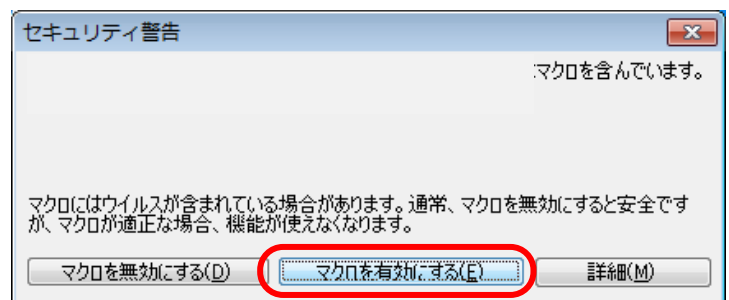 セキュリティ警告
マクロを含んでいます。
マクロにはウイルスが含まれている場合があります。通常、マクロを無効にすると安全です
が、マクロが適正な場合、機能が使えなくなります。
マクロを無効にする(D) マクロを有効にする(E) 詳細(M)